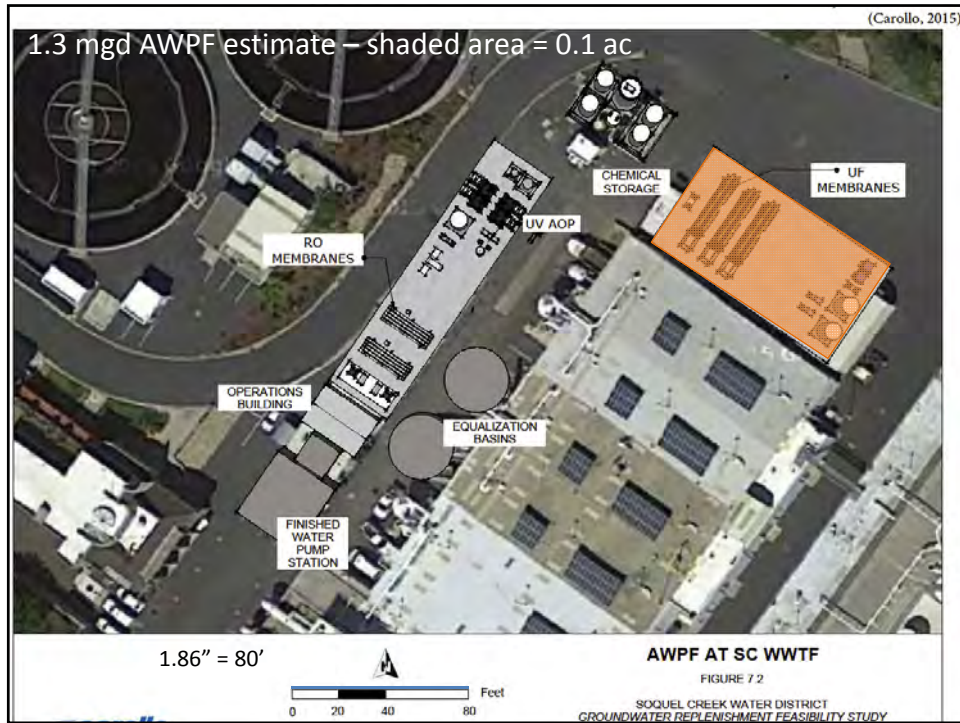 (Carollo, 2015)
1.3 mgd AWPF estimate – shaded area = 0.1 ac
CHEMICAL
STORAGE
UF
MEMBRANES
UV AOP
RO
MEMBRANES
OPERATIONS
BUILDING
EQUALIZATION
BASINS
FINISHED
WATER
PUMP
STATION
1.86” = 80’
AWPF AT SC WWTF
FIGURE 7.2
Feet
0 20 40 80
SOQUEL CREEK WATER DISTRICT
GROUNDWATER REPLENISHMENT FEASIBILITY STUDY